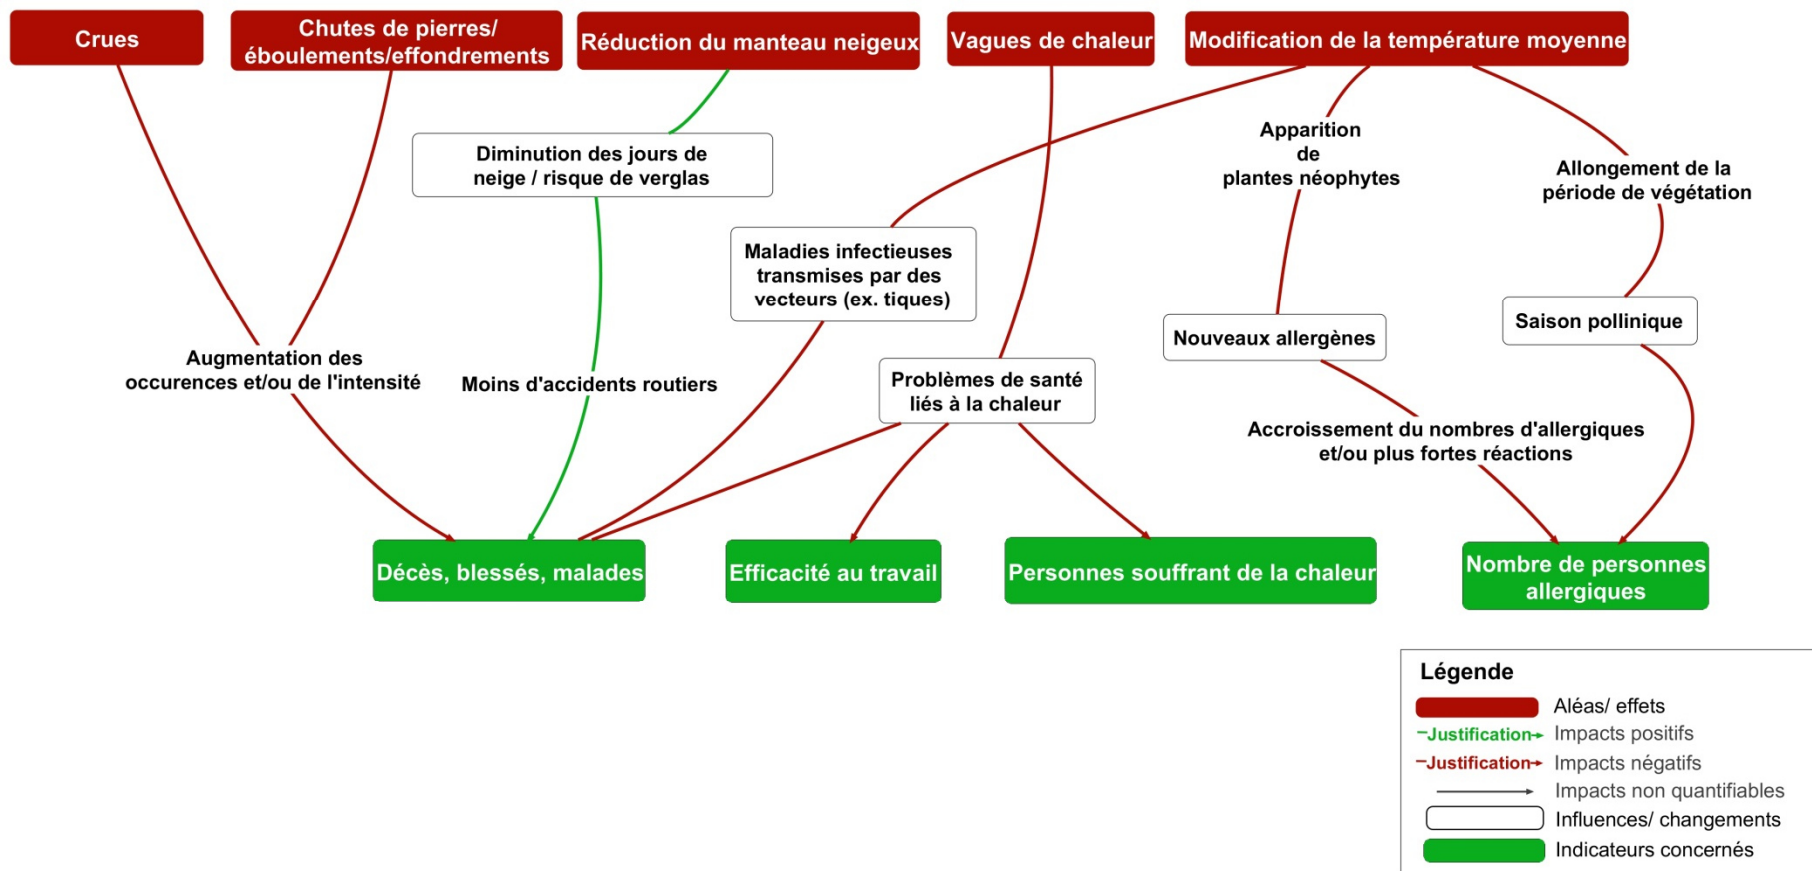 Crues
Chutes de pierres/
éboulements/effondrements
Réduction du manteau neigeux
Vagues de chaleur
Modification de la température moyenne
Diminution des jours de
neige / risque de verglas
Apparition
de
plantes néophytes
Allongement de la
période de végétation
Maladies infectieuses
transmises par des
vecteurs (ex. tiques)
Nouveaux allergènes
Saison pollinique
Augmentation des
occurences et/ou de l'intensité
Moins d'accidents routiers
Problèmes de santé
liés à la chaleur
Accroissement du nombres d'allergiques
et/ou plus fortes réactions
Décès, blessés, malades
Efficacité au travail
Personnes souffrant de la chaleur
Nombre de personnes
allergiques
Légende
Aléas/ effets
Justification Impacts positifs
Justification Impacts négatifs
Impacts non quantifiables
Influences/ changements
Indicateurs concernés